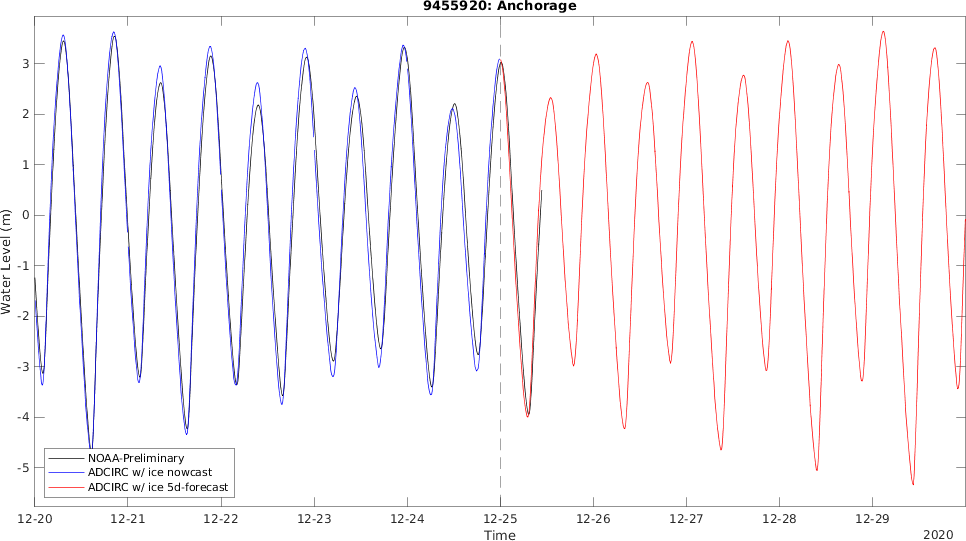 9455920: Anchorage
Water Level (m)
3
2
1
0
-1
-2
-3
-4
-5
NOAA-Preliminary
ADCIRC w/ ice nowcast
ADCIRC w/ ice 5d-forecast
12-20 12-21 12-22 12-23 12-24 12-25 12-26 12-27 12-28 12-29
Time
2020